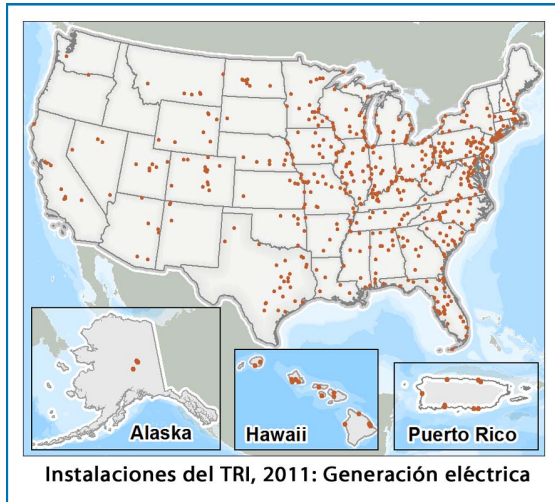 Alaska
Hawaii
Puerto Rico
Instalaciones del TRI, 2011: Generación eléctrica